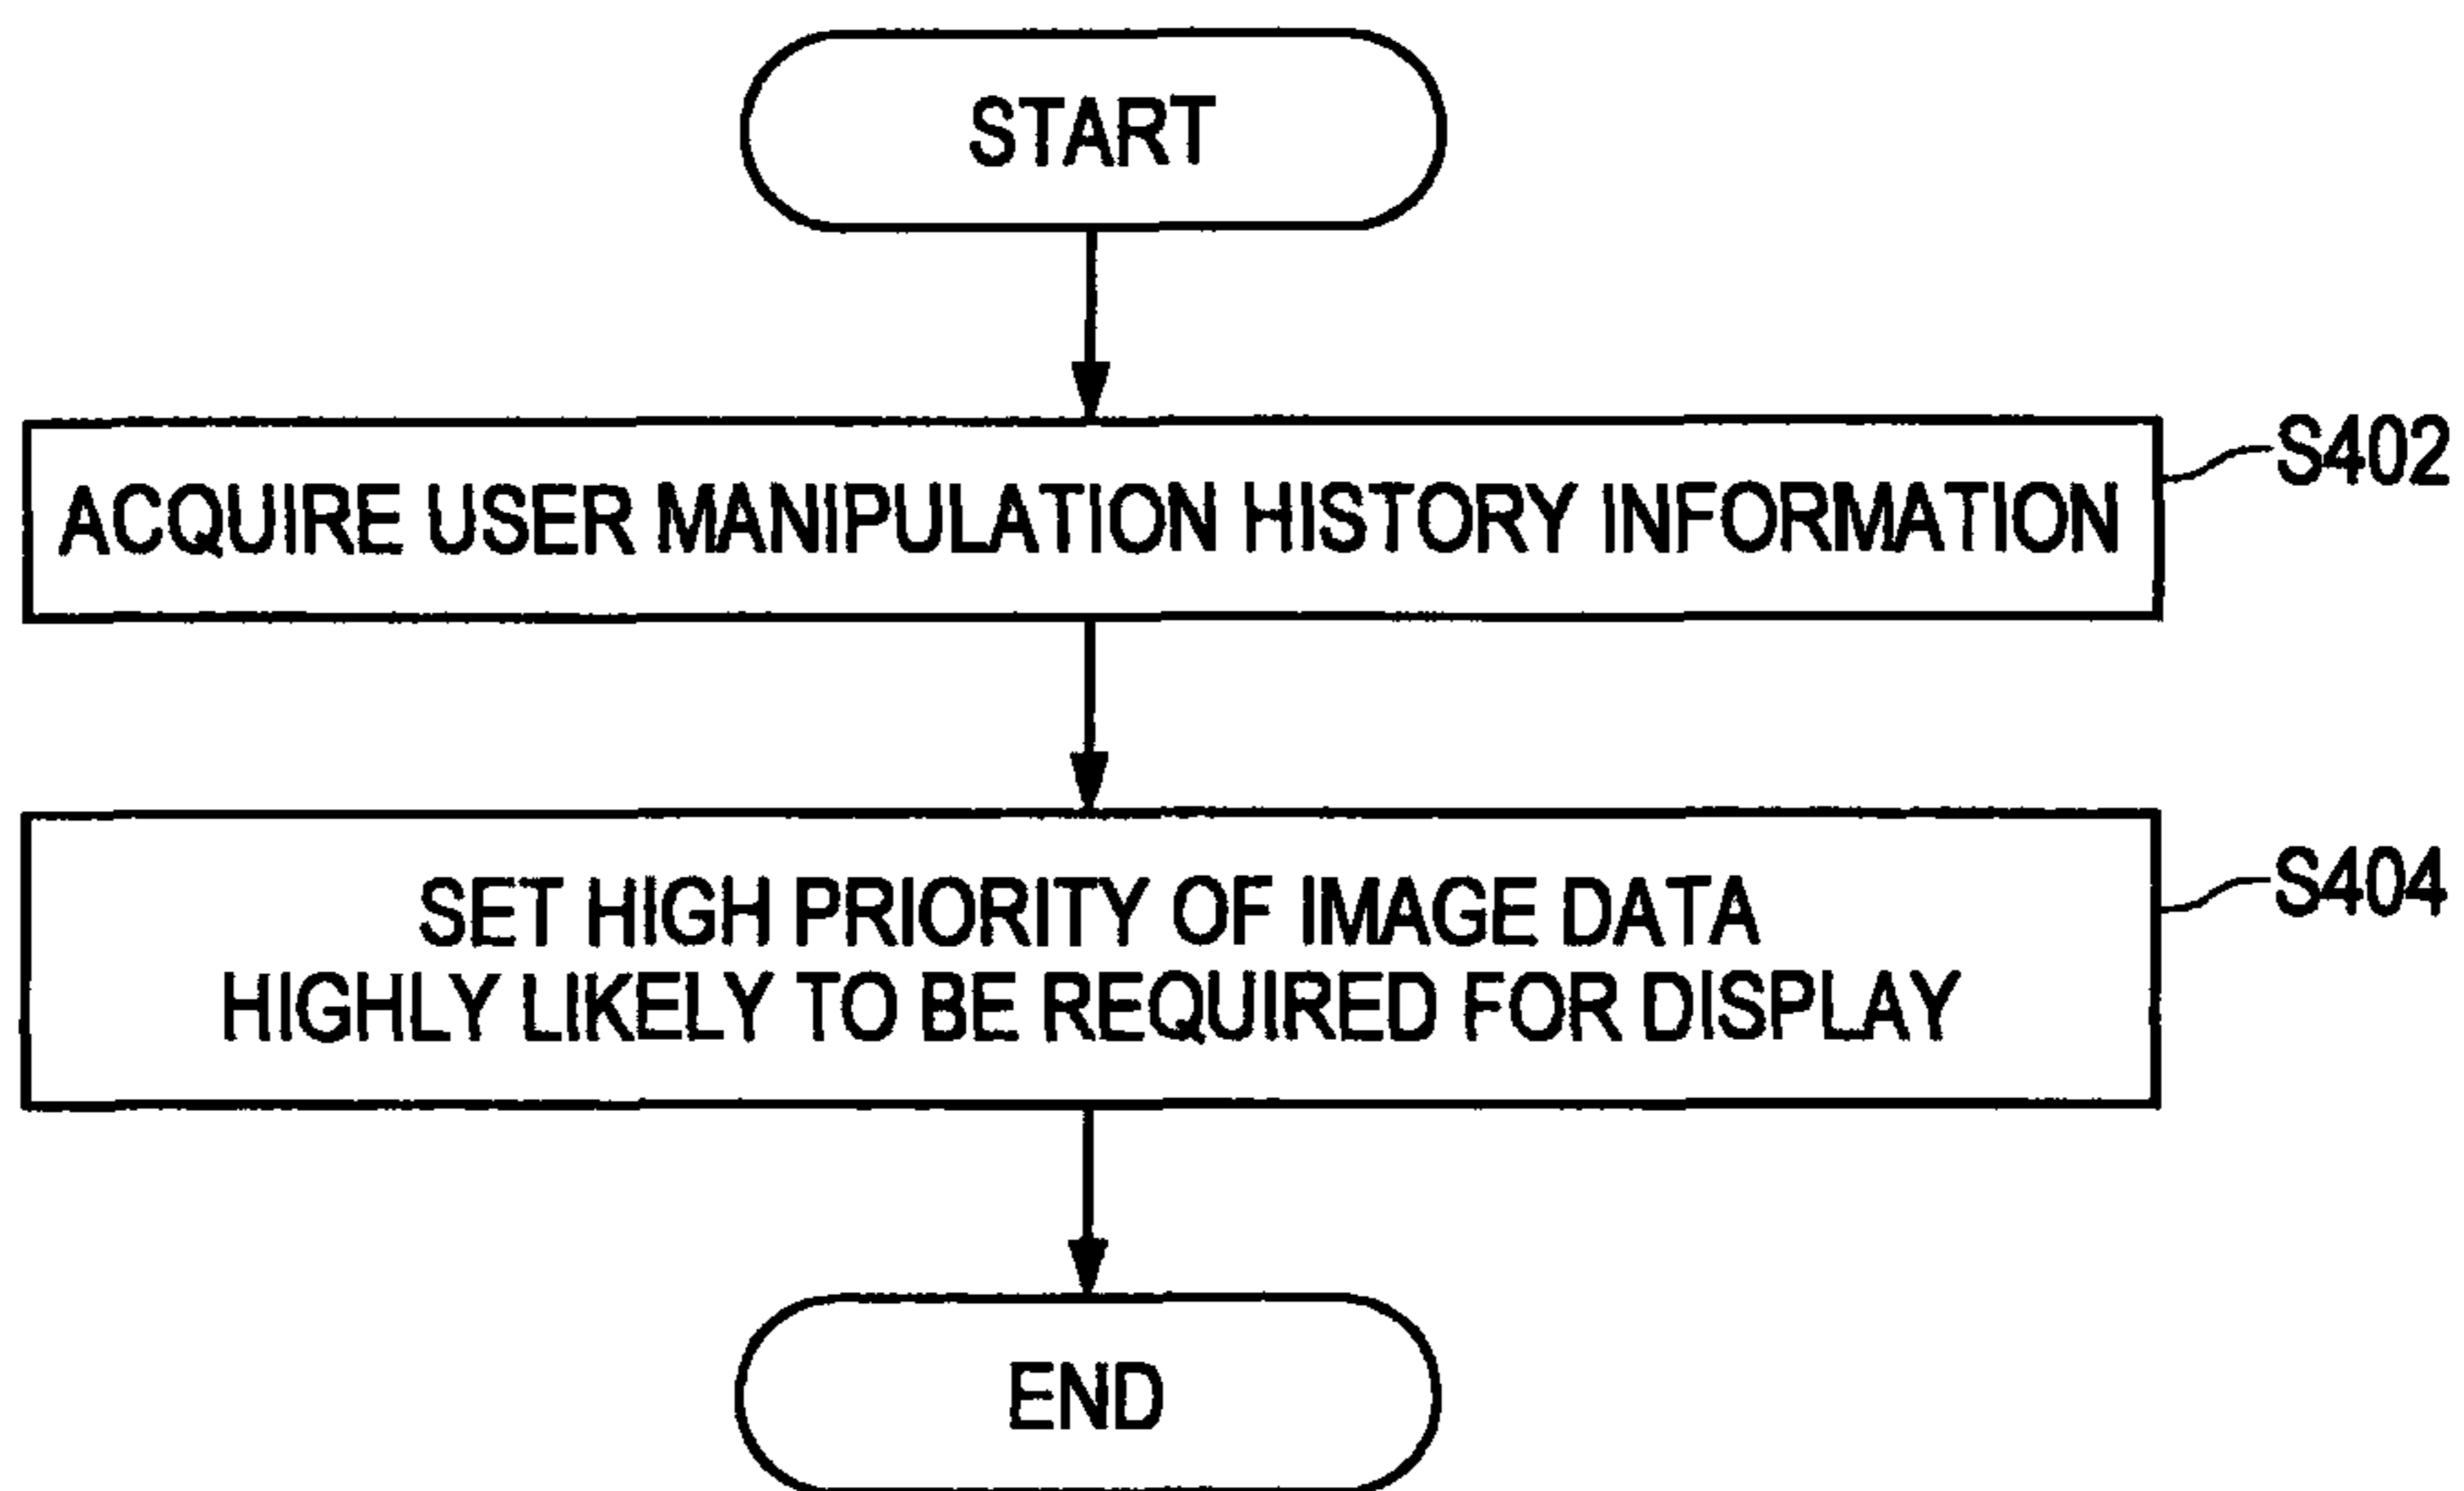 START
ACQUIRE USER MANIPULATION HISTORY INFORMATION
S402
SET HIGH PRIORITY OF IMAGE DATA
HIGHLY LIKELY TO BE REQUIRED FOR DISPLAY
S404
END